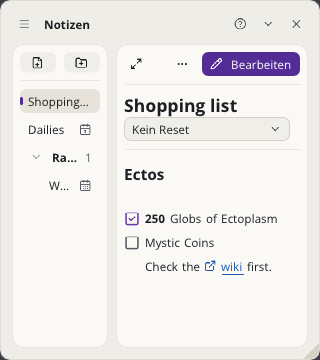 Notizen
Shopping...
Dailies
Ra... 1
W...
Bearbeiten
Shopping list
Kein Reset
Ectos
250 Globs of Ectoplasm
Mystic Coins
Check the wiki first.